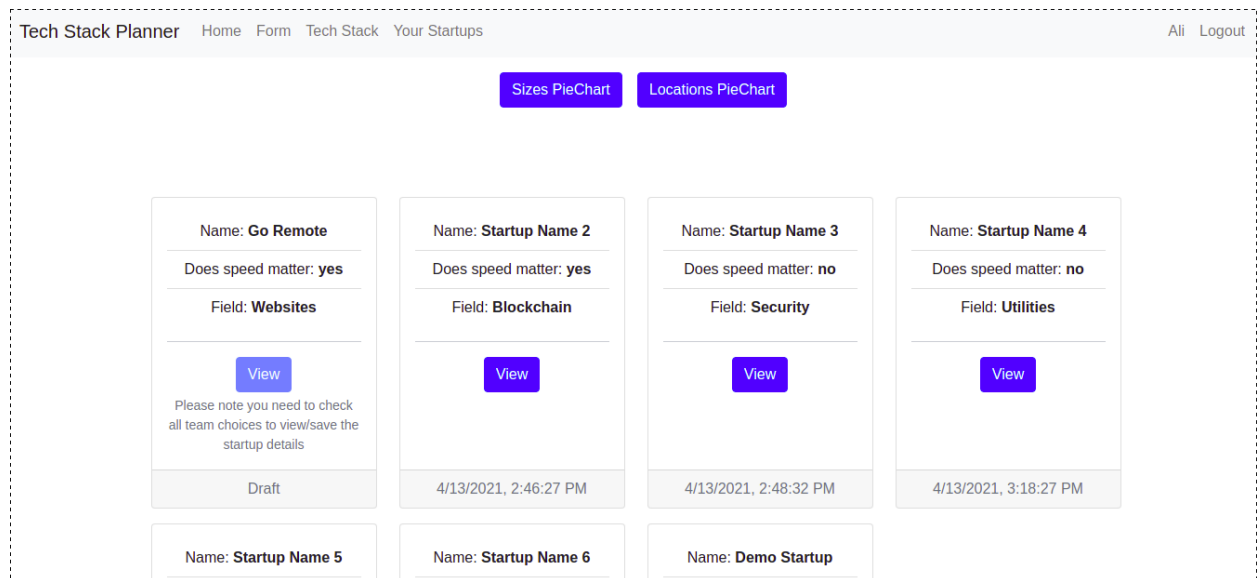 Tech Stack Planner Home Form Tech Stack Your Startups Ali Logout
Sizes PieChart Locations PieChart
Name: Go Remote
Does speed matter: yes
Field: Websites
View
Please note you need to check
all team choices to view/save the
startup details
Draft
Name: Startup Name 2
Does speed matter: yes
Field: Blockchain
View
4/13/2021, 2:46:27 PM
Name: Startup Name 3
Does speed matter: no
Field: Security
View
4/13/2021, 2:48:32 PM
Name: Startup Name 4
Does speed matter: no
Field: Utilities
View
4/13/2021, 3:18:27 PM
Name: Startup Name 5
Name: Startup Name 6
Name: Demo Startup